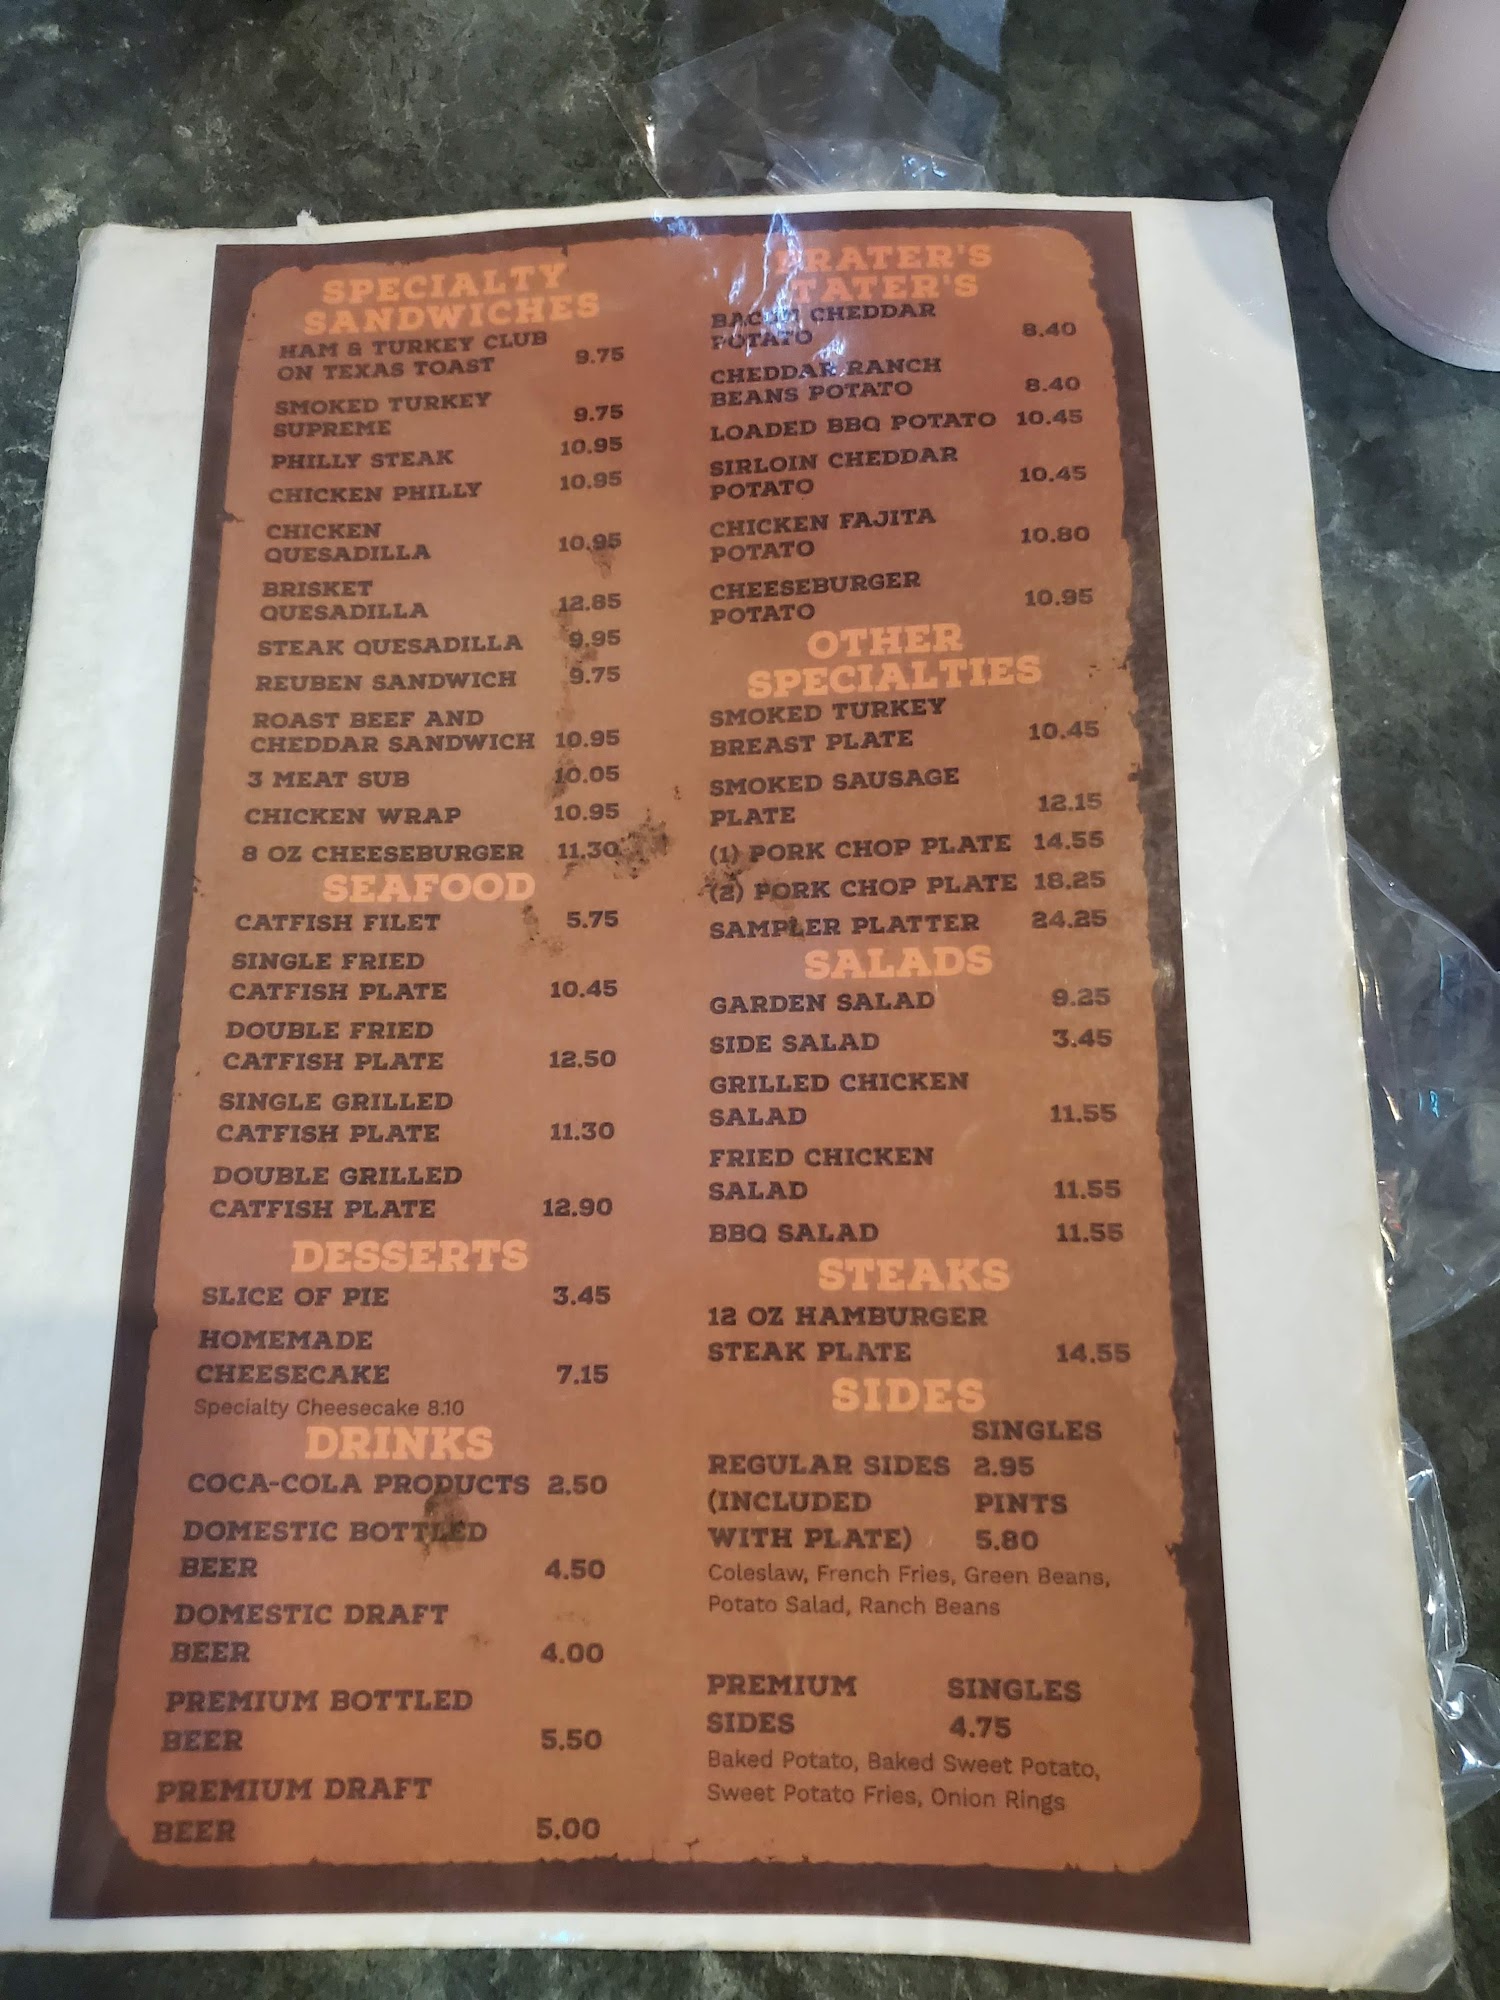 SPECIALTY
SANDWICHES
HAM & TURKEY CLUB
ON TEXAS TOAST 9.75
SMOKED TURKEY
SUPREME 9.75
PHILLY STEAK 10.95
CHICKEN PHILLY 10.95
CHICKEN
QUESADILLA 10.95
BRISKET
QUESADILLA 12.85
STEAK QUESADILLA 9.95
REUBEN SANDWICH 9.75
ROAST BEEF AND
CHEDDAR SANDWICH 10.95
3 MEAT SUB 10.05
CHICKEN WRAP 10.95
8 OZ CHEESEBURGER 11.30
SEAFOOD
CATFISH FILET 5.75
SINGLE FRIED
CATFISH PLATE 10.45
DOUBLE FRIED
CATFISH PLATE 12.50
SINGLE GRILLED
CATFISH PLATE 11.30
DOUBLE GRILLED
CATFISH PLATE 12.90
DESSERTS
SLICE OF PIE 3.45
HOMEMADE
CHEESECAKE 7.15
Specialty Cheesecake 8.10
DRINKS
COCA-COLA PRODUCTS 2.50
DOMESTIC BOTTLED
BEER 4.50
DOMESTIC DRAFT
BEER 4.00
PREMIUM BOTTLED
BEER 5.50
PREMIUM DRAFT
BEER 5.00
TATER'S
BACON CHEDDAR
POTATO 8.40
CHEDDAR RANCH
BEANS POTATO 8.40
LOADED BBQ POTATO 10.45
SIRLOIN CHEDDAR
POTATO 10.45
CHICKEN FAJITA
POTATO 10.80
CHEESEBURGER
POTATO 10.95
OTHER
SPECIALTIES
SMOKED TURKEY
BREAST PLATE 10.45
SMOKED SAUSAGE
PLATE 12.15
(1) PORK CHOP PLATE 14.55
(2) PORK CHOP PLATE 18.25
SAMPLER PLATTER 24.25
SALADS
GARDEN SALAD 9.25
SIDE SALAD 3.45
GRILLED CHICKEN
SALAD 11.55
FRIED CHICKEN
SALAD 11.55
BBQ SALAD 11.55
STEAKS
12 OZ HAMBURGER
STEAK PLATE 14.55
SIDES
SINGLES
REGULAR SIDES 2.95
(INCLUDED PINTS
WITH PLATE) 5.80
Coleslaw, French Fries, Green Beans,
Potato Salad, Ranch Beans
PREMIUM SINGLES
SIDES 4.75
Baked Potato, Baked Sweet Potato,
Sweet Potato Fries, Onion Rings